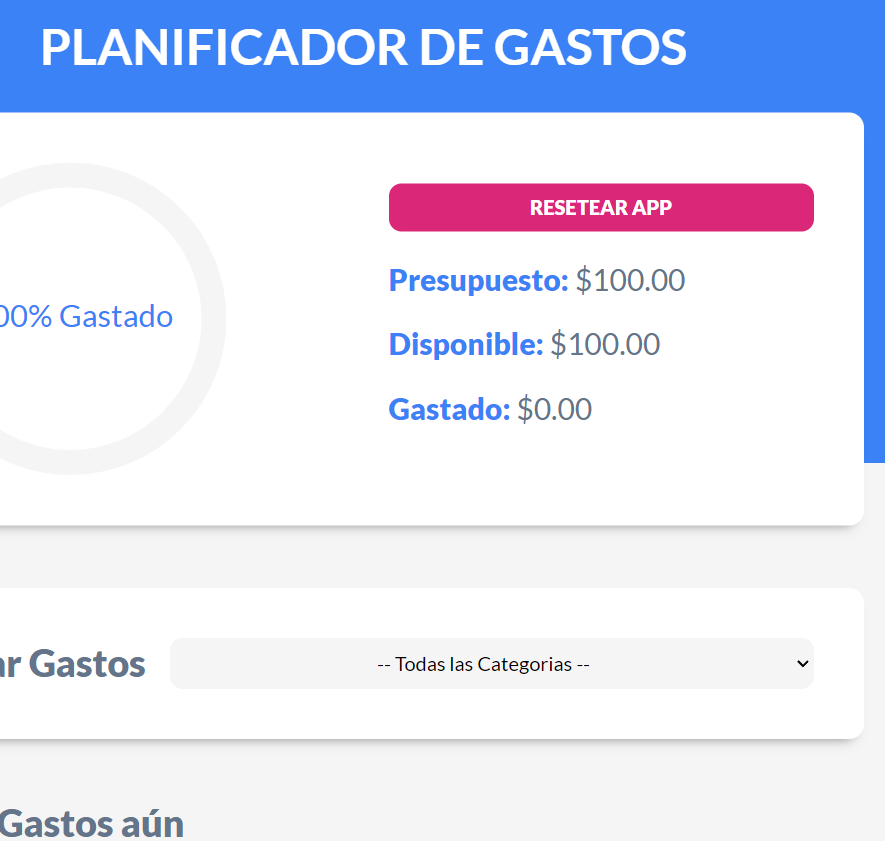 PLANIFICADOR DE GASTOS
RESETEAR APP
Presupuesto: $100.00
00% Gastado
Disponible: $100.00
Gastado: $0.00
ar Gastos
-- Todas las Categorias --
Gastos aún